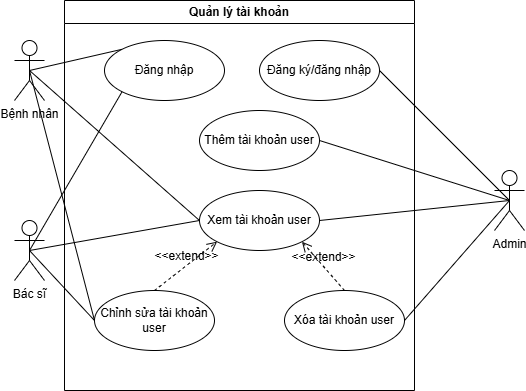 Quản lý tài khoản
Đăng nhập
Đăng ký/đăng nhập
Bệnh nhân
Thêm tài khoản user
Xem tài khoản user
Admin
<<extend>>
<<extend>>
Bác sĩ
Chỉnh sửa tài khoản
user
Xóa tài khoản user